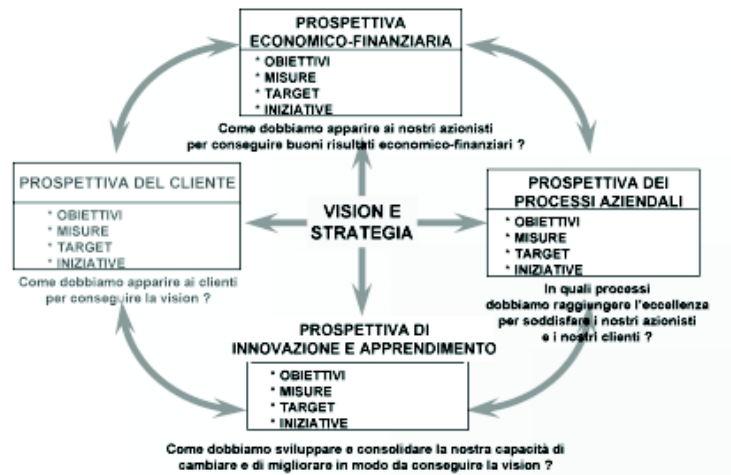 PROSPETTIVA
ECONOMICO-FINANZIARIA
* OBIETTIVI
* MISURE
* TARGET
* INIZIATIVE
Come dobbiamo apparire ai nostri azionisti
per conseguire buoni risultati economico-finanziari ?
PROSPETTIVA DEL CLIENTE
* OBIETTIVI
* MISURE
* TARGET
* INIZIATIVE
Come dobbiamo apparire ai clienti
per conseguire la vision ?
VISION E
STRATEGIA
PROSPETTIVA DEI
PROCESSI AZIENDALI
* OBIETTIVI
* MISURE
* TARGET
* INIZIATIVE
In quali processi
dobbiamo raggiungere l'eccellenza
per soddisfare i nostri azionisti
e i nostri clienti ?
PROSPETTIVA DI
INNOVAZIONE E APPRENDIMENTO
* OBIETTIVI
* MISURE
* TARGET
* INIZIATIVE
Come dobbiamo sviluppare e consolidare la nostra capacità di
cambiare e di migliorare in modo da conseguire la vision ?